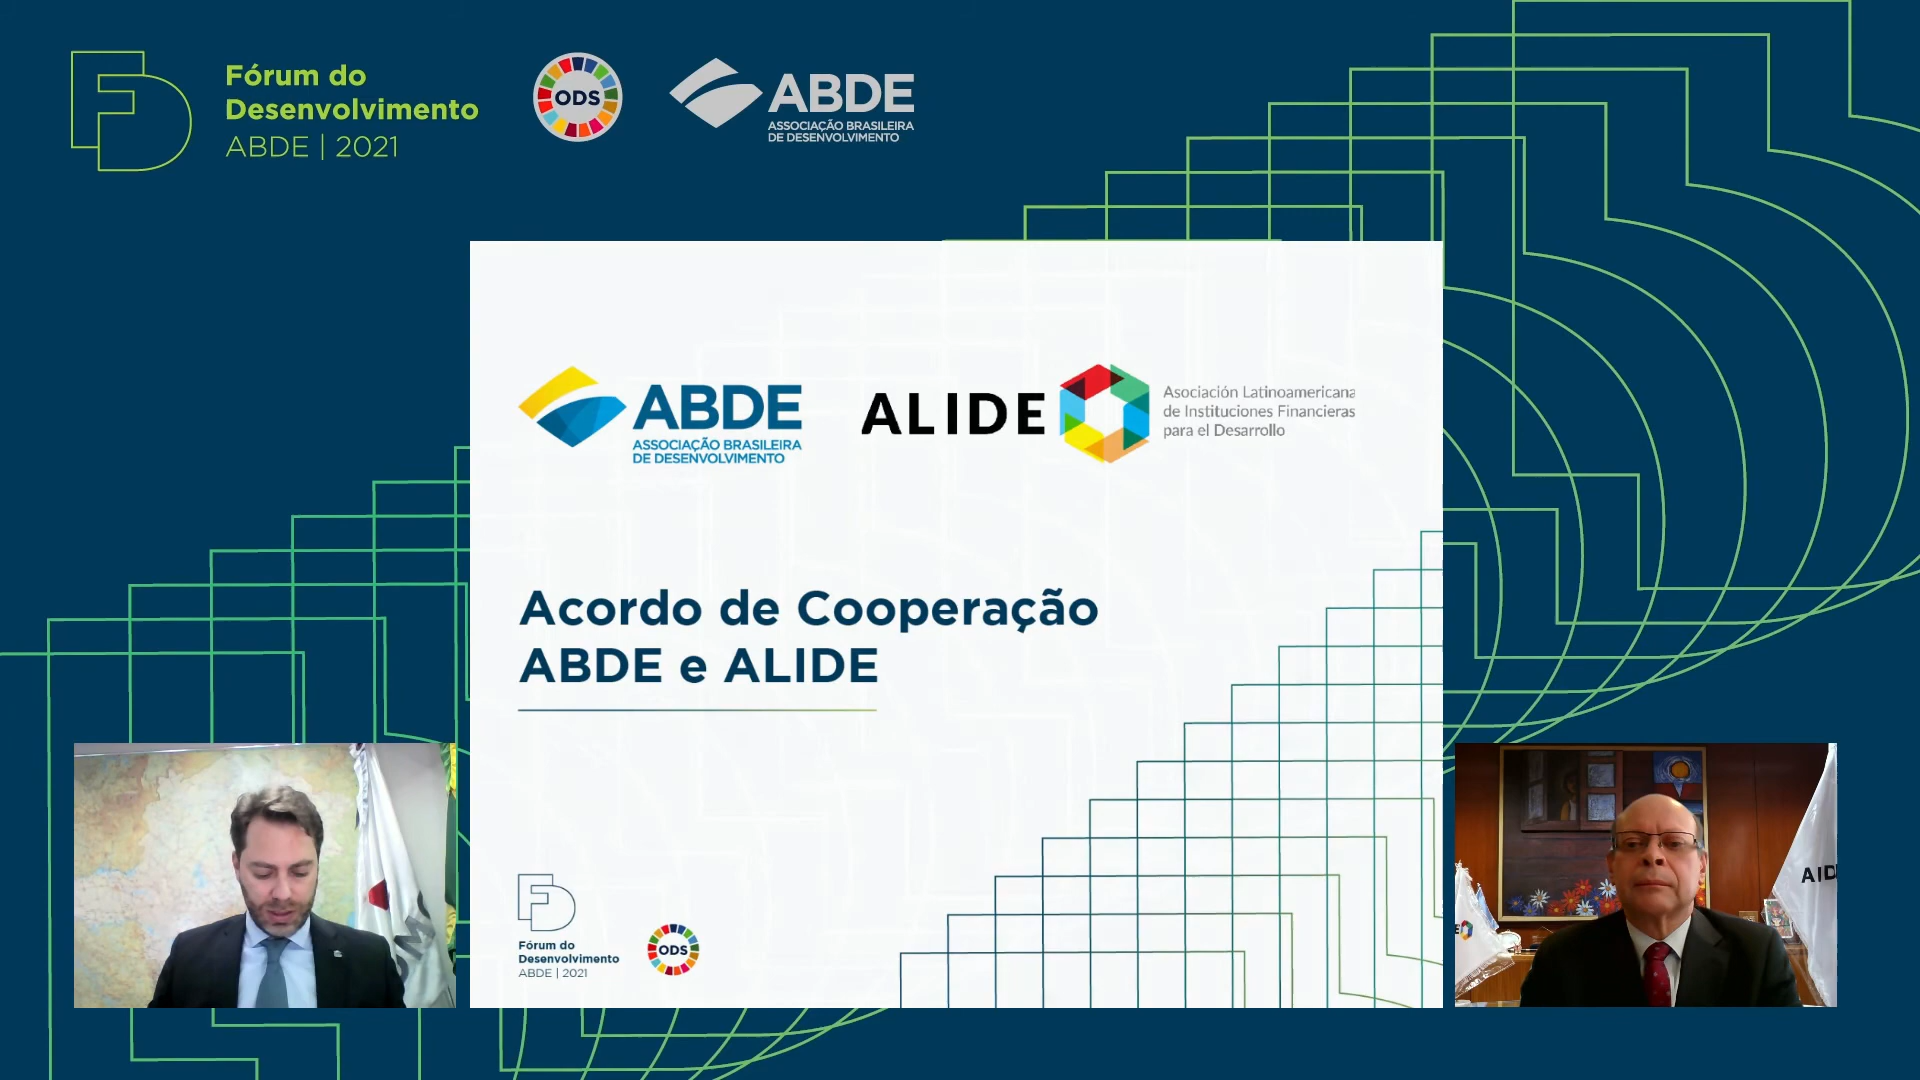 Fórum do
Desenvolvimento
ABDE | 2021
ODS
ABDE
ASSOCIAÇÃO BRASILEIRA
DE DESENVOLVIMENTO
ABDE
ASSOCIAÇÃO BRASILEIRA
DE DESENVOLVIMENTO
ALIDE
Asociación Latinoamericana
de Instituciones Financieras
para el Desarrollo
Acordo de Cooperação
ABDE e ALIDE
Fórum do
Desenvolvimento
ABDE | 2021
ODS